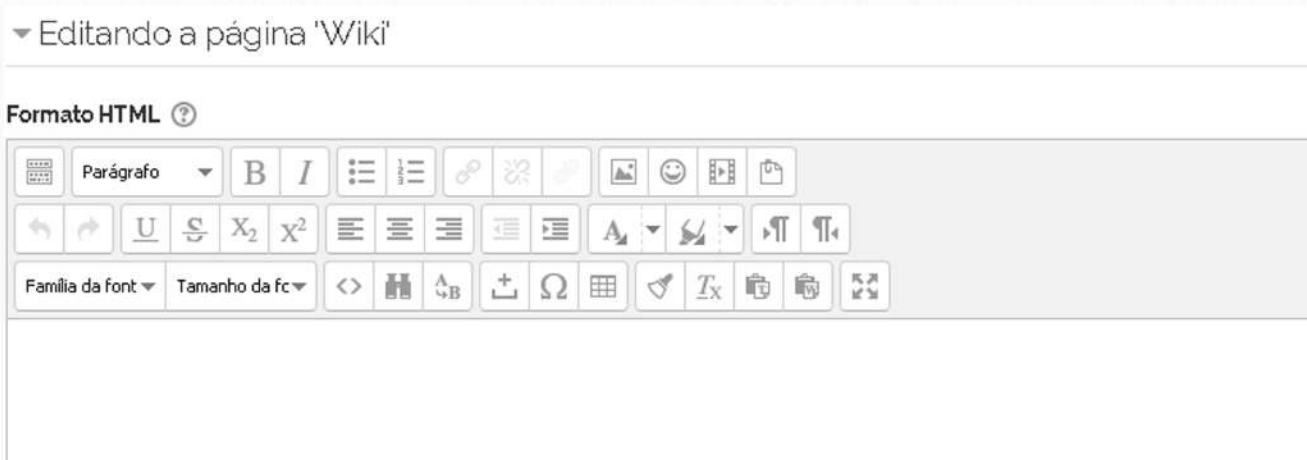 Editando a página 'Wiki'
Formato HTML
Parágrafo B I
U S X₂ X² A
Família da font Tamanho da fc <> A B Ω Tx